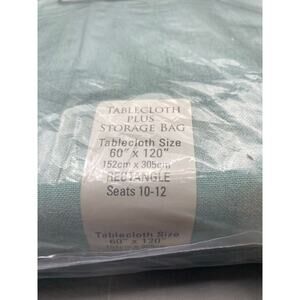 TABLECLOTH
PLUS
STORAGE BAG
Tablecloth Size
60" x 120"
152cm x 305cm
RECTANGLE
Seats 10-12
Tablecloth Size
60" x 120"